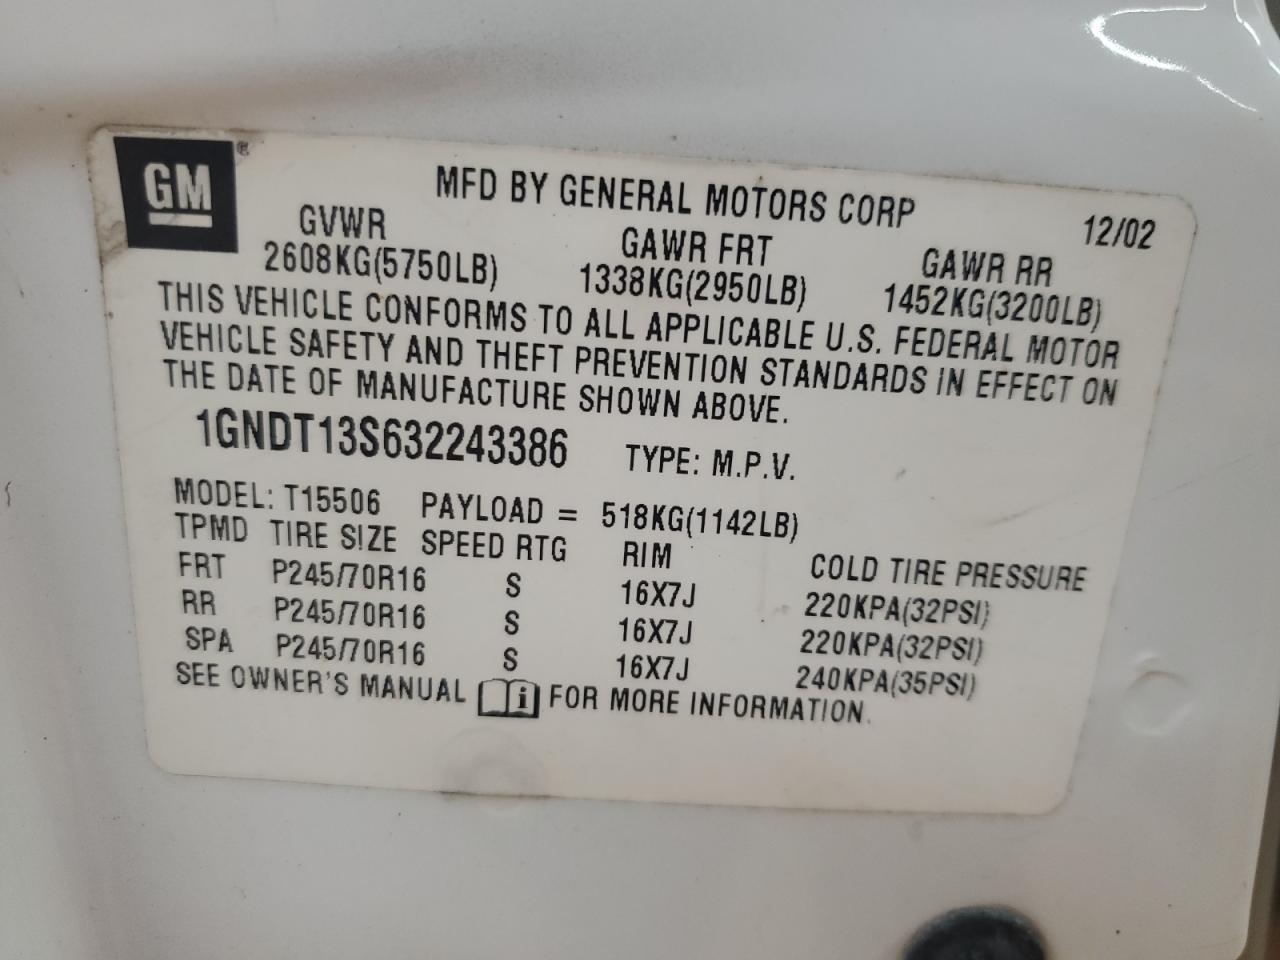 GM®
MFD BY GENERAL MOTORS CORP 12/02
GVWR GAWR FRT GAWR RR
2608KG(5750LB) 1338KG(2950LB) 1452KG(3200LB)
THIS VEHICLE CONFORMS TO ALL APPLICABLE U.S. FEDERAL MOTOR
VEHICLE SAFETY AND THEFT PREVENTION STANDARDS IN EFFECT ON
THE DATE OF MANUFACTURE SHOWN ABOVE.
1GNDT13S632243386 TYPE: M.P.V.
MODEL: T15506 PAYLOAD = 518KG(1142LB)
TPMD TIRE SIZE SPEED RTG RIM COLD TIRE PRESSURE
FRT P245/70R16 S 16X7J 220KPA(32PSI)
RR P245/70R16 S 16X7J 220KPA(32PSI)
SPA P245/70R16 S 16X7J 240KPA(35PSI)
SEE OWNER'S MANUAL i FOR MORE INFORMATION.